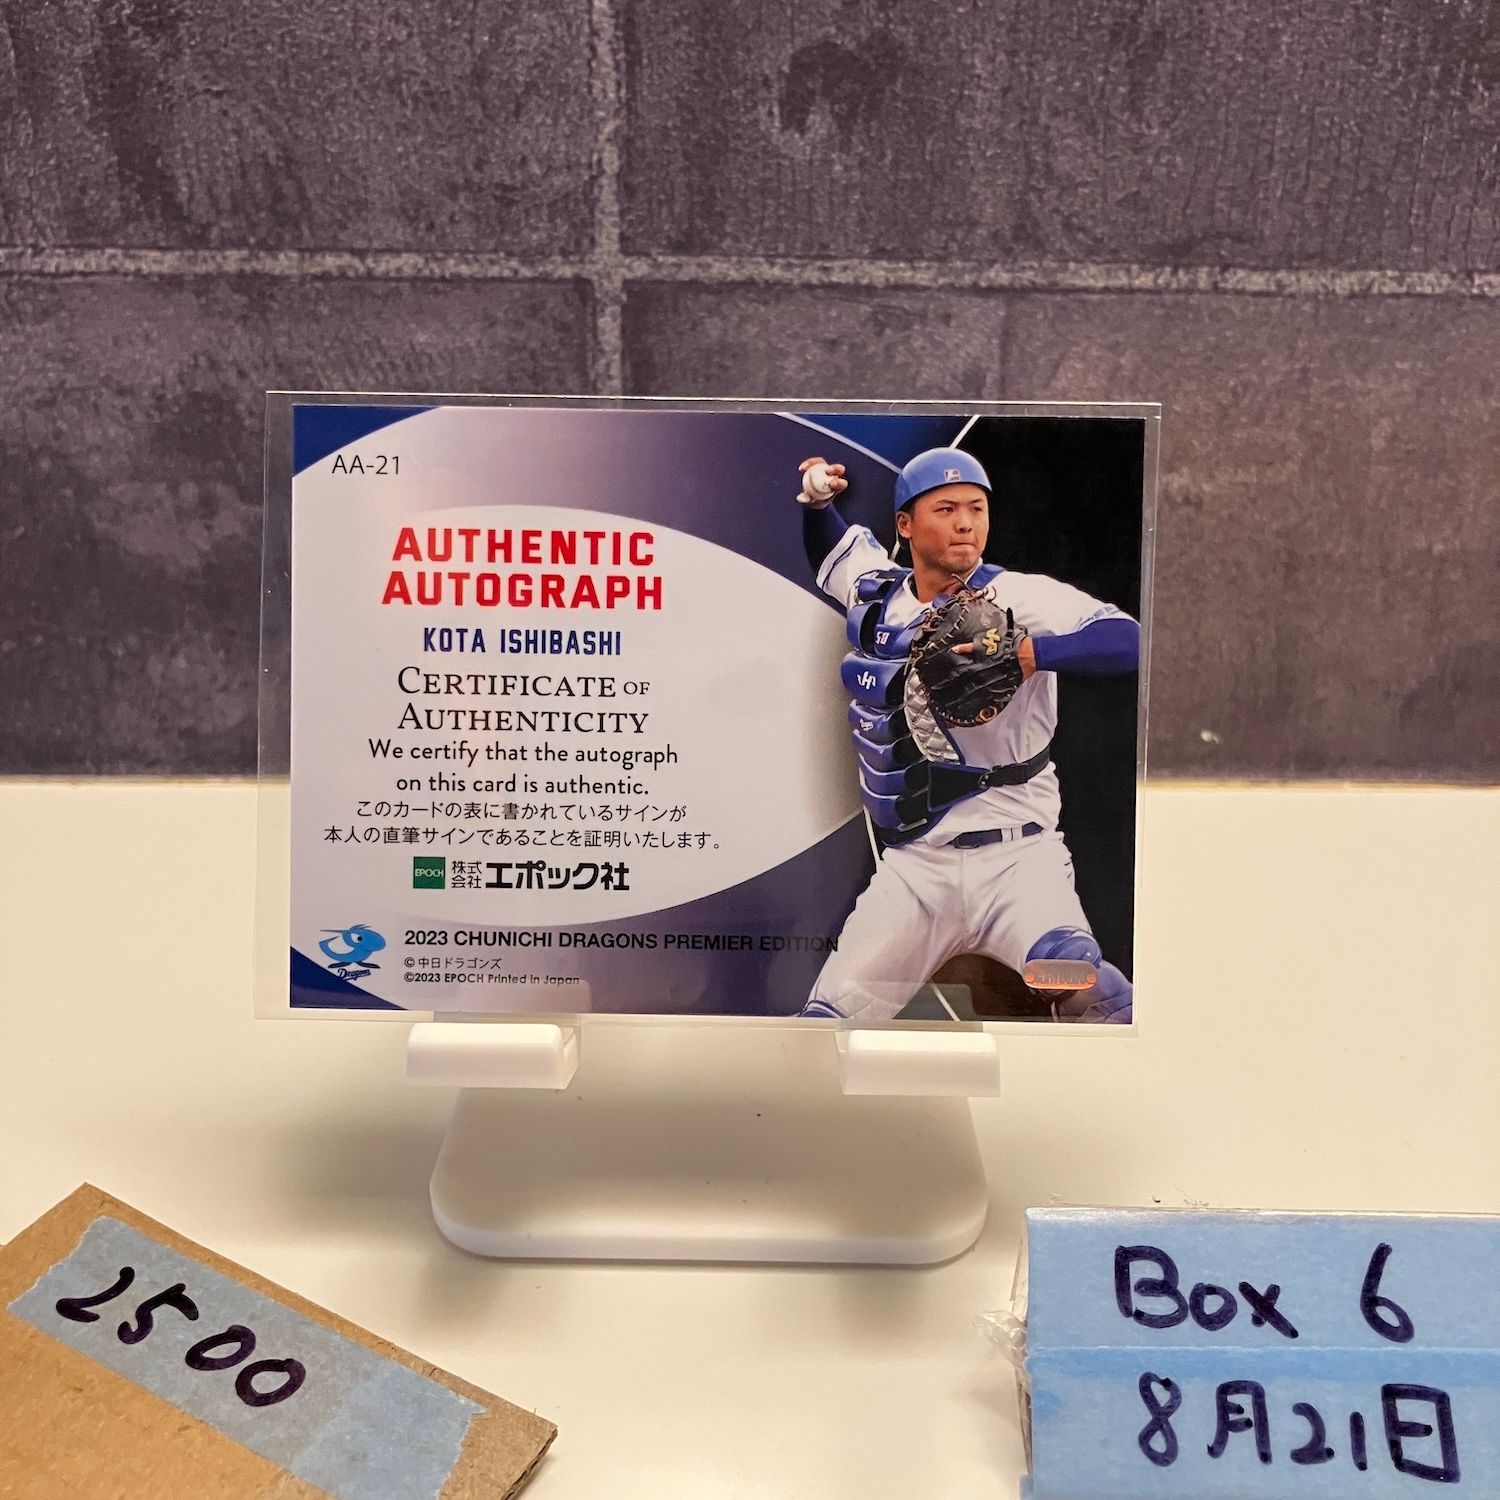 AA-21
AUTHENTIC
AUTOGRAPH
KOTA ISHIBASHI
CERTIFICATE OF
AUTHENTICITY
We certify that the autograph
on this card is authentic.
このカードの表に書かれているサインが
本人の直筆サインであることを証明いたします。
EPOCH 株式会社 エポック社
Dragons
2023 CHUNICHI DRAGONS PREMIER EDITION
©中日ドラゴンズ
©2023 EPOCH Printed in Japan
58
2500
Box 6
8月21日